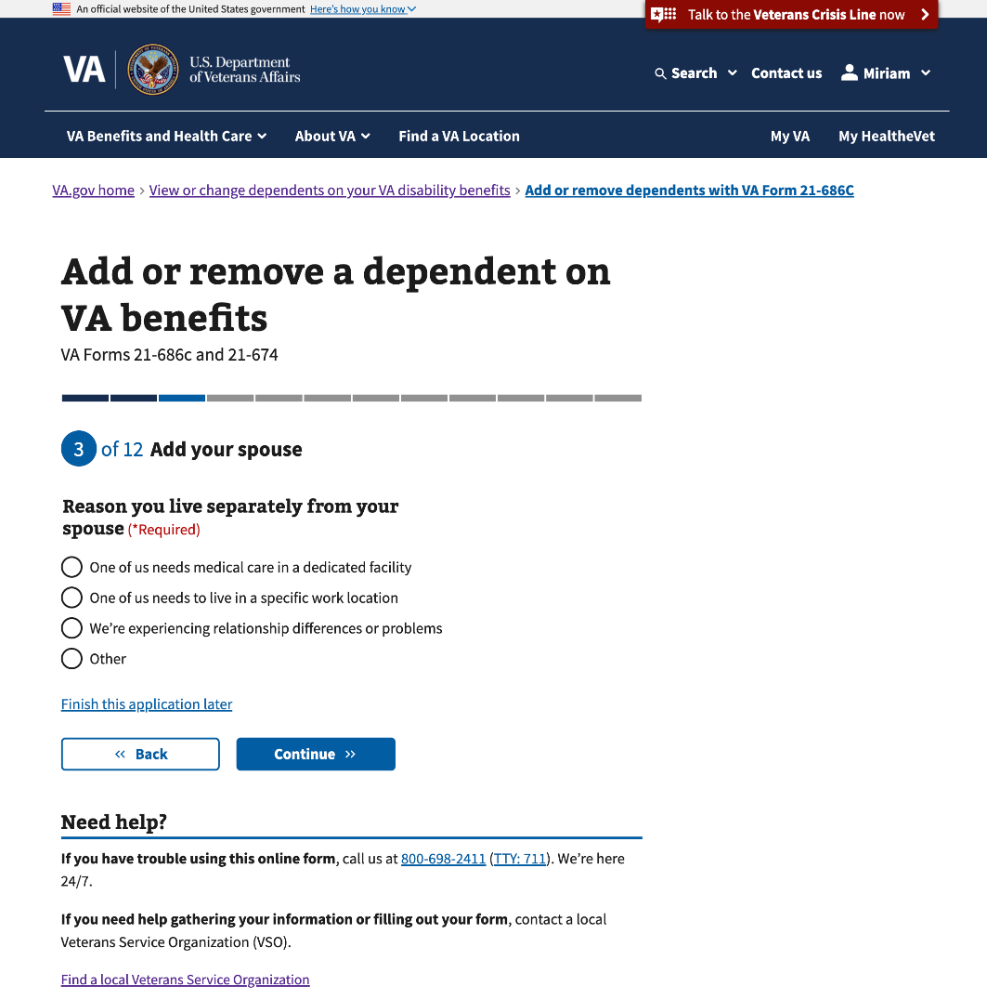 An official website of the United States government Here's how you know
Talk to the Veterans Crisis Line now
VA U.S. Department
of Veterans Affairs
Search Contact us Miriam
VA Benefits and Health Care About VA Find a VA Location My VA My HealtheVet
VA.gov home › View or change dependents on your VA disability benefits › Add or remove dependents with VA Form 21-686C
Add or remove a dependent on
VA benefits
VA Forms 21-686c and 21-674
3 of 12 Add your spouse
Reason you live separately from your
spouse (*Required)
One of us needs medical care in a dedicated facility
One of us needs to live in a specific work location
We’re experiencing relationship differences or problems
Other
Finish this application later
« Back Continue »
Need help?
If you have trouble using this online form, call us at 800-698-2411 (TTY: 711). We’re here
24/7.
If you need help gathering your information or filling out your form, contact a local
Veterans Service Organization (VSO).
Find a local Veterans Service Organization